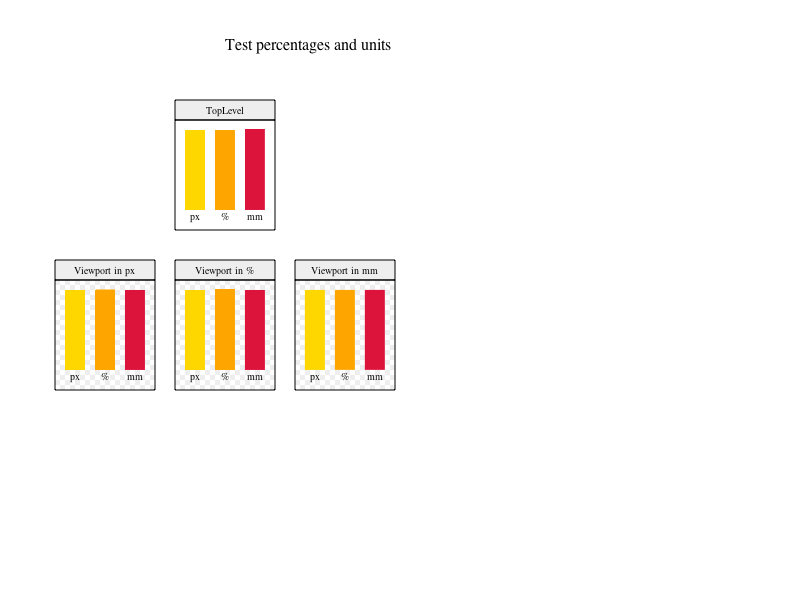 Test percentages and units
TopLevel
px % mm
Viewport in px Viewport in % Viewport in mm
px % mm px % mm px % mm